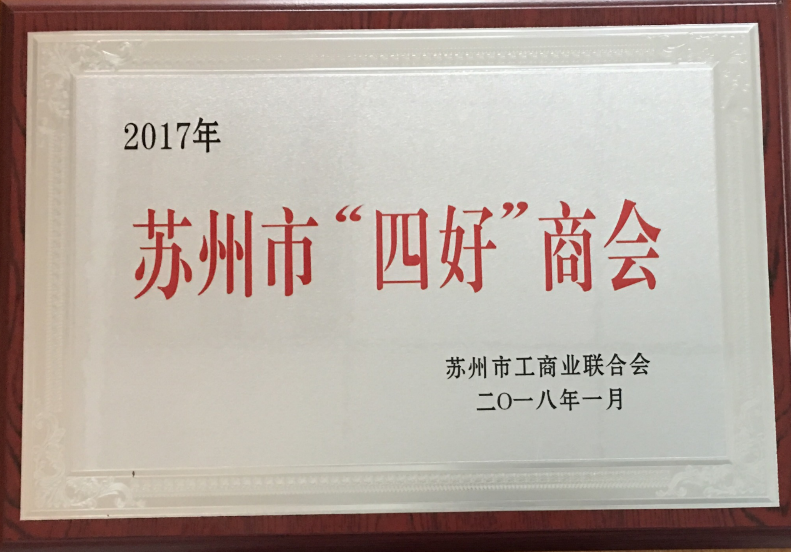 2017年
苏州市“四好”商会
苏州市工商业联合会
二〇一八年一月